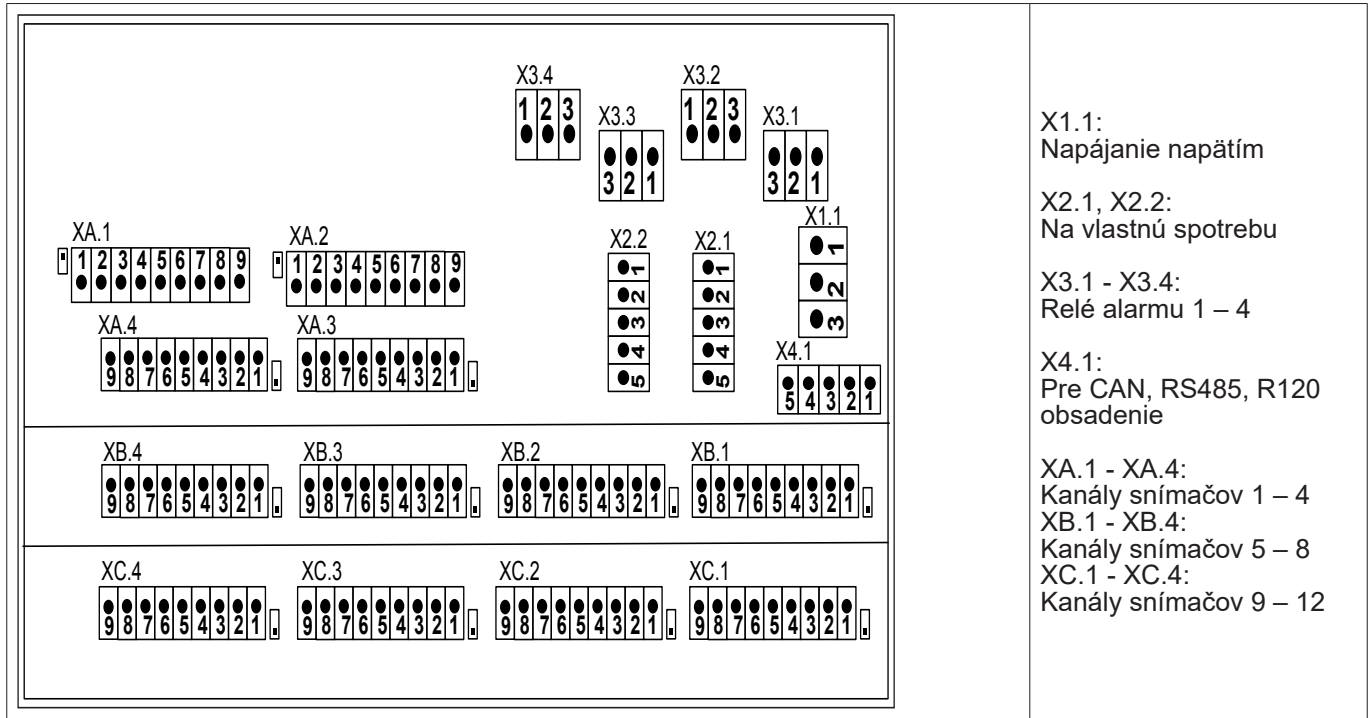 X3.4
1 2 3
X3.3
3 2 1
X3.2
1 2 3
X3.1
3 2 1
XA.1
1 2 3 4 5 6 7 8 9
XA.2
1 2 3 4 5 6 7 8 9
X2.2
1
2
3
4
5
X2.1
1
2
3
4
5
X1.1
1
2
3
XA.4
9 8 7 6 5 4 3 2 1
XA.3
9 8 7 6 5 4 3 2 1
X4.1
5 4 3 2 1
XB.4
9 8 7 6 5 4 3 2 1
XB.3
9 8 7 6 5 4 3 2 1
XB.2
9 8 7 6 5 4 3 2 1
XB.1
9 8 7 6 5 4 3 2 1
XC.4
9 8 7 6 5 4 3 2 1
XC.3
9 8 7 6 5 4 3 2 1
XC.2
9 8 7 6 5 4 3 2 1
XC.1
9 8 7 6 5 4 3 2 1
X1.1:
Napájanie napätím
X2.1, X2.2:
Na vlastnú spotrebu
X3.1 - X3.4:
Relé alarmu 1 – 4
X4.1:
Pre CAN, RS485, R120
obsadenie
XA.1 - XA.4:
Kanály snímačov 1 – 4
XB.1 - XB.4:
Kanály snímačov 5 – 8
XC.1 - XC.4:
Kanály snímačov 9 – 12